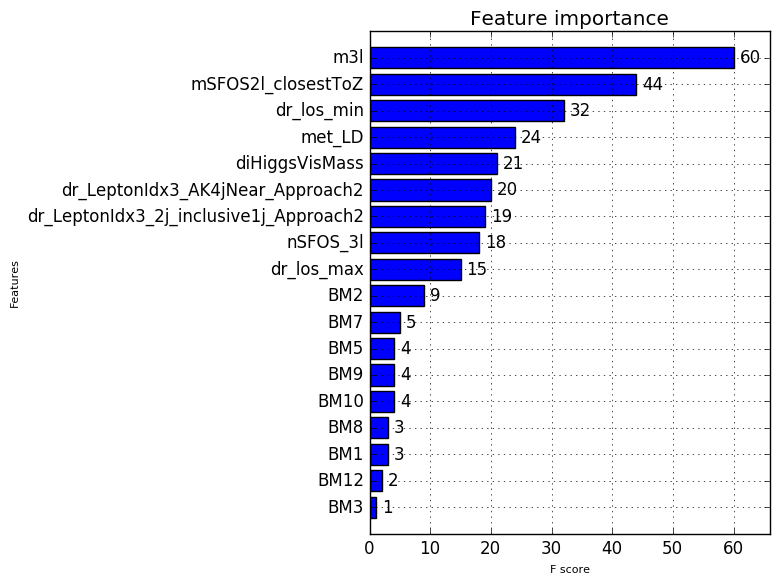 Feature importance
m3l 60
mSFOS2l_closestToZ 44
dr_los_min 32
met_LD 24
diHiggsVisMass 21
dr_LeptonIdx3_AK4jNear_Approach2 20
dr_LeptonIdx3_2j_inclusive1j_Approach2 19
nSFOS_3l 18
dr_los_max 15
BM2 9
BM7 5
BM5 4
BM9 4
BM10 4
BM8 3
BM1 3
BM12 2
BM3 1
Features
0 10 20 30 40 50 60
F score